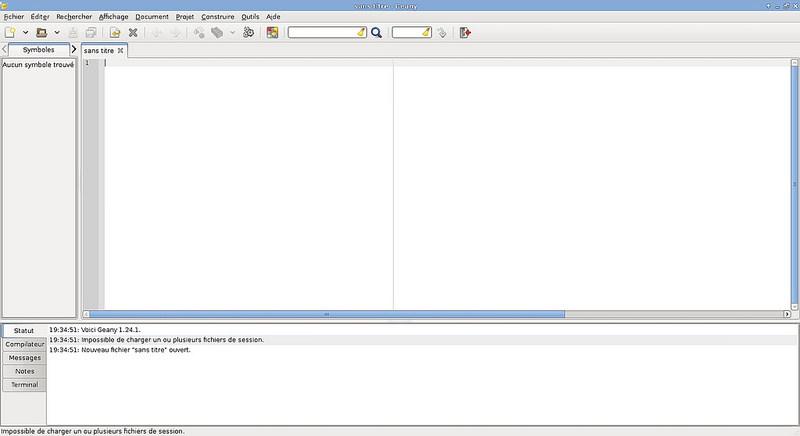 sans titre - Geany
Fichier Éditer Rechercher Affichage Document Projet Construire Outils Aide
Symboles
sans titre
Aucun symbole trouvé
1
Statut
Compilateur
Messages
Notes
Terminal
19:34:51: Voici Geany 1.24.1.
19:34:51: Impossible de charger un ou plusieurs fichiers de session.
19:34:51: Nouveau fichier "sans titre" ouvert.
Impossible de charger un ou plusieurs fichiers de session.